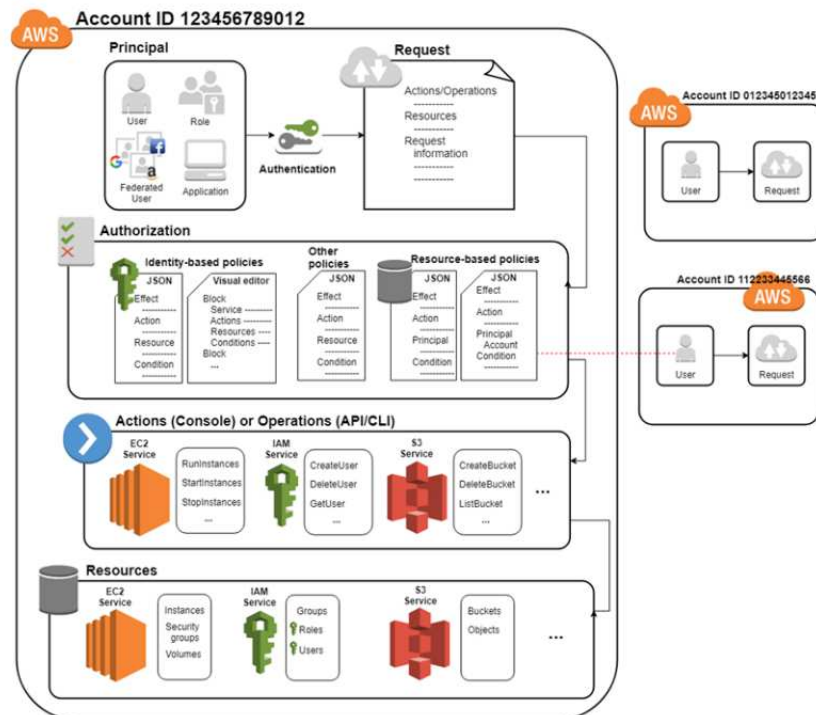 Account ID 123456789012
AWS
Principal
User
Role
Federated
User
Application
Authentication
Request
Actions/Operations
Resources
Request
information
Account ID 012345012345
AWS
User
Request
Account ID 112233445566
AWS
User
Request
Authorization
Identity-based policies
JSON
Effect
Action
Resource
Condition
Visual editor
Block
Service
Actions
Resources
Conditions
Block
...
Other
policies
JSON
Effect
Action
Resource
Condition
Resource-based policies
JSON
Effect
Action
Principal
Condition
JSON
Effect
Action
Principal
Account
Condition
Actions (Console) or Operations (API/CLI)
EC2
Service
RunInstances
StartInstances
StopInstances
...
IAM
Service
CreateUser
DeleteUser
GetUser
...
S3
Service
CreateBucket
DeleteBucket
ListBucket
...
...
Resources
EC2
Service
Instances
Security
groups
Volumes
IAM
Service
Groups
Roles
Users
S3
Service
Buckets
Objects
...